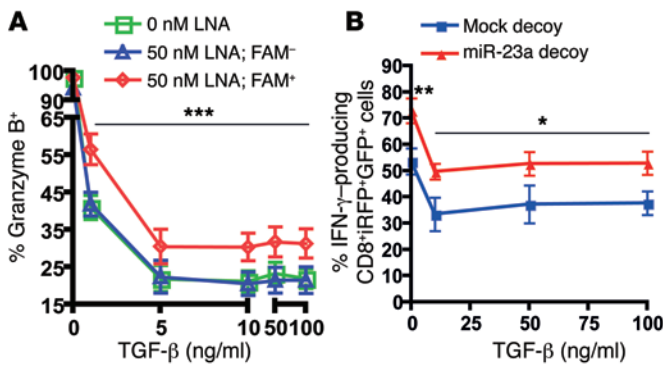 A
0 nM LNA
50 nM LNA; FAM⁻
50 nM LNA; FAM⁺
% Granzyme B⁺
100
90
65
55
45
35
25
15
***
0
5
10
50
100
TGF-β (ng/ml)
B
Mock decoy
miR-23a decoy
% IFN-γ–producing
CD8⁺iRFP⁺GFP⁺ cells
90
80
70
60
50
40
30
20
10
0
**
*
0
25
50
75
100
TGF-β (ng/ml)